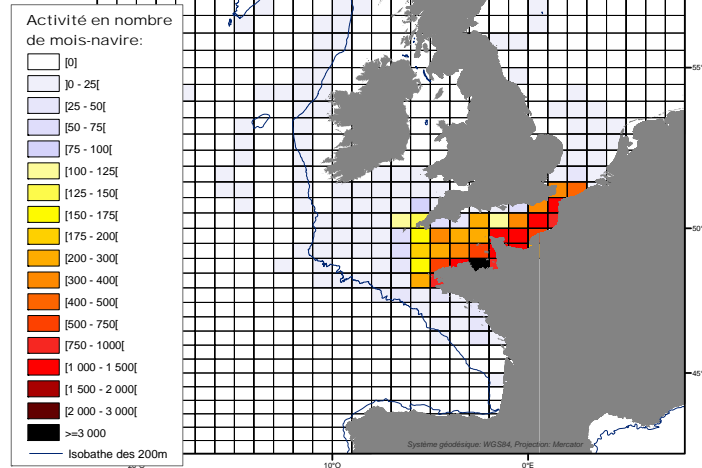 Activité en nombre
de mois-navire:
[0]
]0 - 25[
[25 - 50[
[50 - 75[
[75 - 100[
[100 - 125[
[125 - 150[
[150 - 175[
[175 - 200[
[200 - 300[
[300 - 400[
[400 - 500[
[500 - 750[
[750 - 1000[
[1 000 - 1 500[
[1 500 - 2 000[
[2 000 - 3 000[
>=3 000
Isobathe des 200m
55°
50°
45°
Système géodésique: WGS84, Projection: Mercator
10°O
0°E